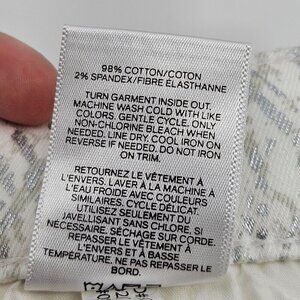 98% COTTON/COTON
2% SPANDEX/FIBRE ÉLASTHANNE
TURN GARMENT INSIDE OUT.
MACHINE WASH COLD WITH LIKE
COLORS. GENTLE CYCLE. ONLY
NON-CHLORINE BLEACH WHEN
NEEDED. LINE DRY. COOL IRON ON
REVERSE IF NEEDED. DO NOT IRON
ON TRIM.
RETOURNEZ LE VÊTEMENT À
L'ENVERS. LAVER À LA MACHINE À
L'EAU FROIDE AVEC COULEURS
SIMILAIRES. CYCLE DÉLICAT.
UTILISEZ SEULEMENT DU
JAVELLISANT SANS CHLORE, SI
NÉCESSAIRE. SÉCHAGE SUR CORDE.
REPASSER LE VÊTEMENT À
L'ENVERS ET À BASSE
TEMPÉRATURE. NE PAS REPASSER LE
BORD.